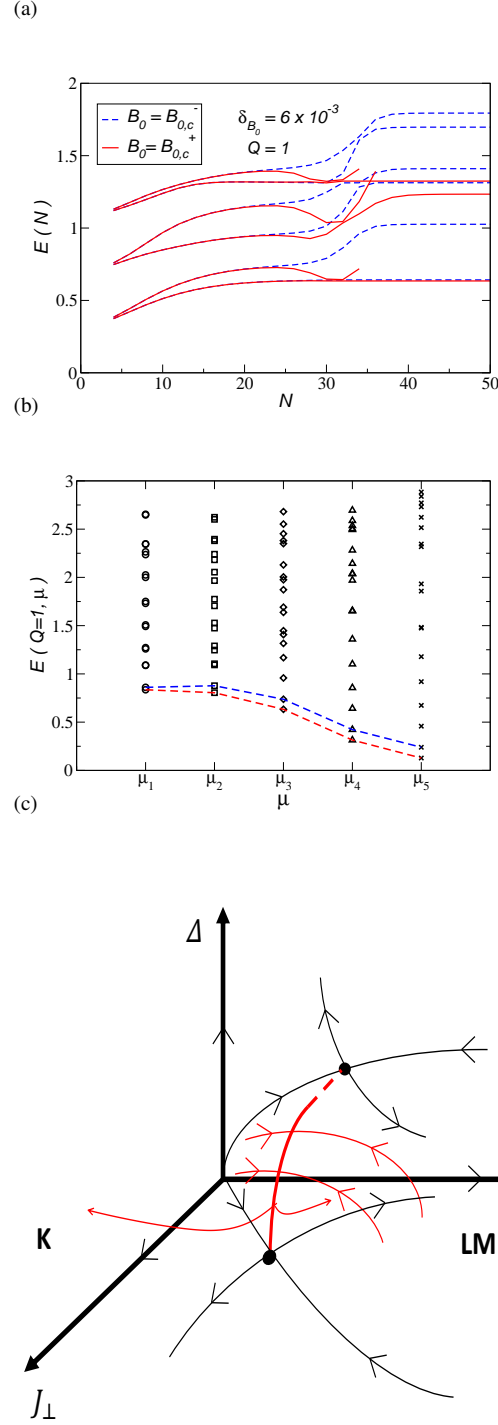 (a)
2
1.5
1
0.5
0
E ( N )
B₀ = B₀,c⁻
B₀= B₀,c⁺
δ_B₀ = 6 x 10⁻³
Q = 1
0 10 20 30 40 50
N
(b)
3
2.5
2
1.5
1
0.5
0
E ( Q=1, μ )
μ₁ μ₂ μ₃ μ₄ μ₅
μ
(c)
Δ
K
LM
J⊥